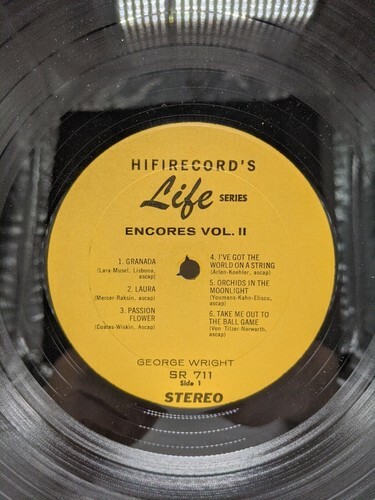 HIFIRECORD'S
Life SERIES
ENCORES VOL. II
1. GRANADA
(Lara-Musel, Lisbona,
ascap)
2. LAURA
(Mercer-Raksin, ascap)
3. PASSION
FLOWER
(Coates-Wiskin, Ascap)
4. I'VE GOT THE
WORLD ON A STRING
(Arlen-Koehler, ascap)
5. ORCHIDS IN THE
MOONLIGHT
(Youmans-Kahn-Eliscu,
ascap)
6. TAKE ME OUT TO
THE BALL GAME
(Von Tilzer-Norworth,
ascap)
GEORGE WRIGHT
SR 711
Side 1
STEREO